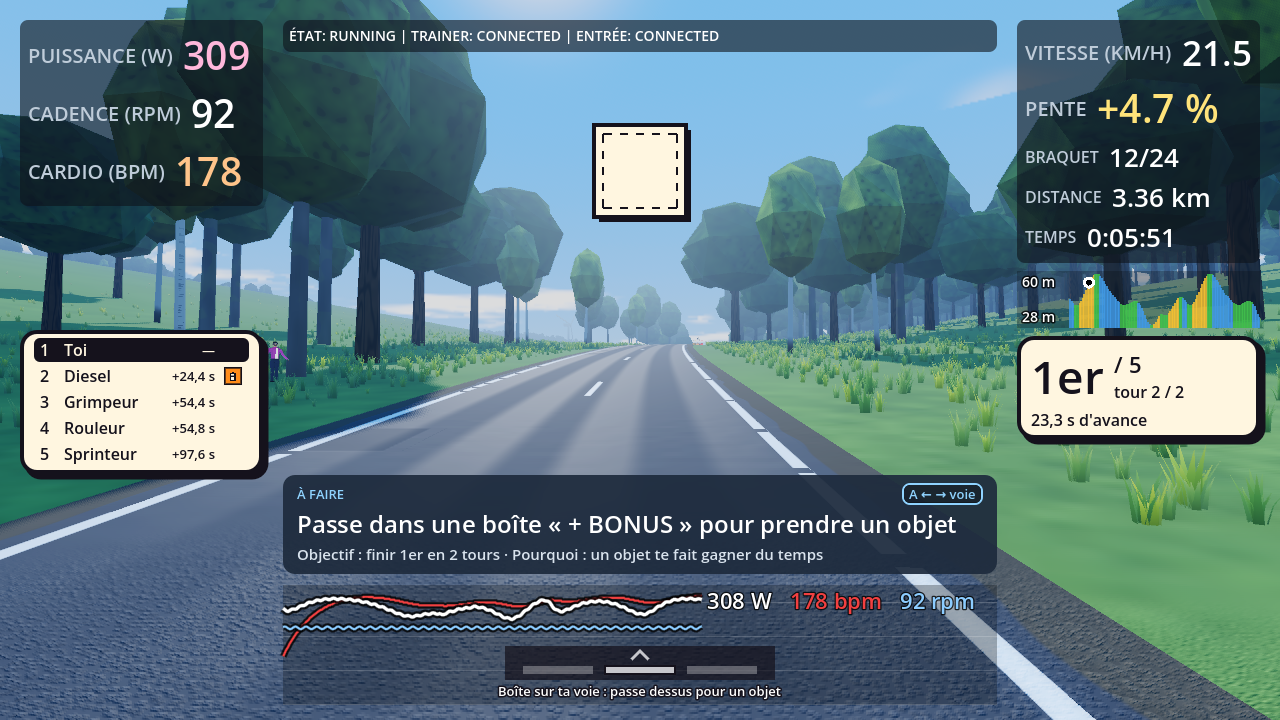 PUISSANCE (W) 309
CADENCE (RPM) 92
CARDIO (BPM) 178
ÉTAT: RUNNING | TRAINER: CONNECTED | ENTRÉE: CONNECTED
VITESSE (KM/H) 21.5
PENTE +4.7 %
BRAQUET 12/24
DISTANCE 3.36 km
TEMPS 0:05:51
60 m
28 m
1 Toi —
2 Diesel +24,4 s
3 Grimpeur +54,4 s
4 Rouleur +54,8 s
5 Sprinteur +97,6 s
1er / 5
tour 2 / 2
23,3 s d'avance
À FAIRE
A ← → voie
Passe dans une boîte « + BONUS » pour prendre un objet
Objectif : finir 1er en 2 tours · Pourquoi : un objet te fait gagner du temps
308 W 178 bpm 92 rpm
Boîte sur ta voie : passe dessus pour un objet